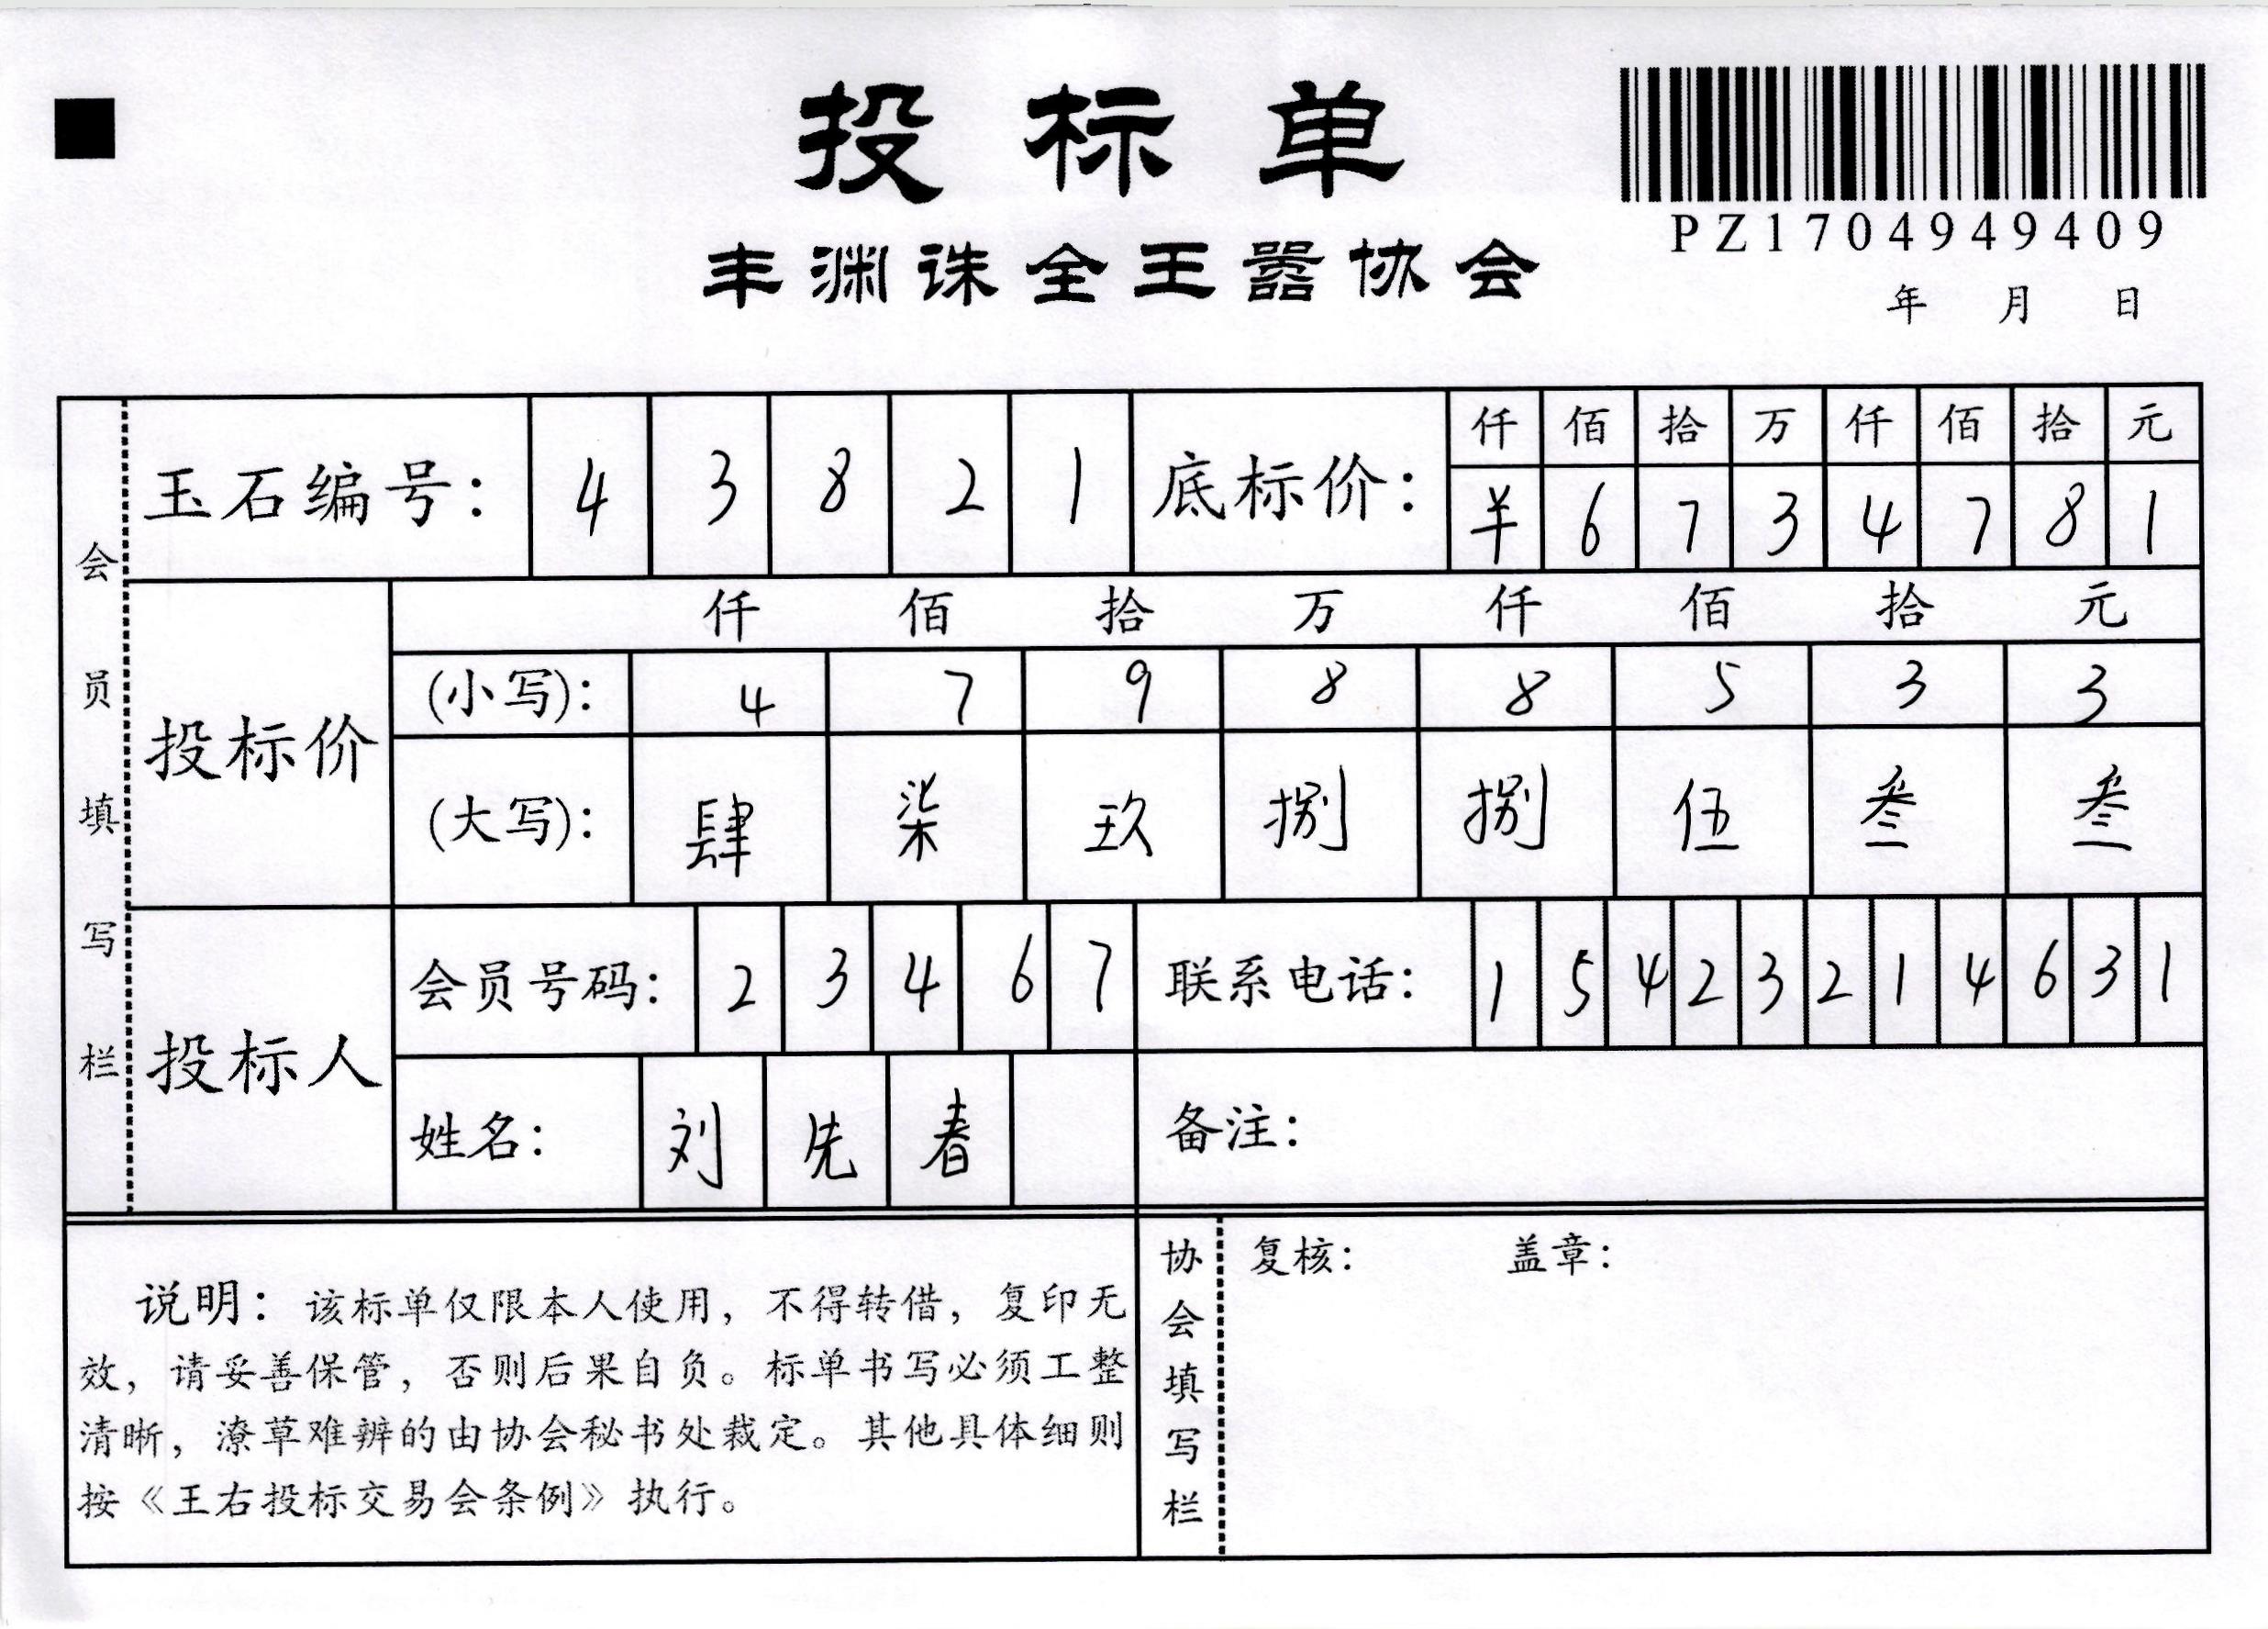 投标单
PZ1704949409
丰渊诛全王嚣协会
年 月 日
会员填写栏
玉石编号: 4 3 8 2 1
底标价: 仟 佰 拾 万 仟 佰 拾 元
¥ 6 7 3 4 7 8 1
投标价
仟 佰 拾 万 仟 佰 拾 元
(小写): 4 7 9 8 8 5 3 3
(大写): 肆 柒 玖 捌 捌 伍 叁 叁
投标人
会员号码: 2 3 4 6 7
联系电话: 1 5 4 2 3 2 1 4 6 3 1
姓名: 刘 先 春
备注:
说明: 该标单仅限本人使用, 不得转借, 复印无
效, 请妥善保管, 否则后果自负。标单书写必须工整
清晰, 潦草难辨的由协会秘书处裁定。其他具体细则
按《王右投标交易会条例》执行。
协会填写栏
复核: 盖章: